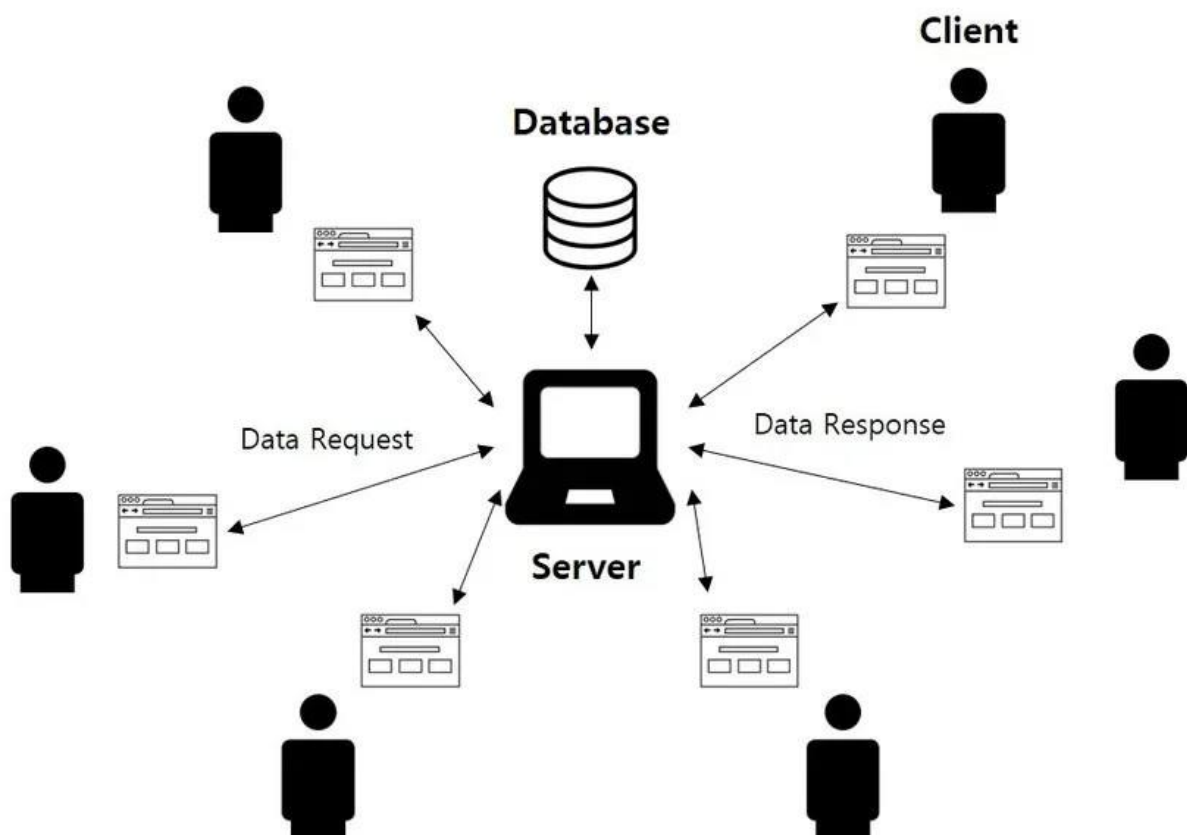 Client
Database
Data Request
Data Response
Server